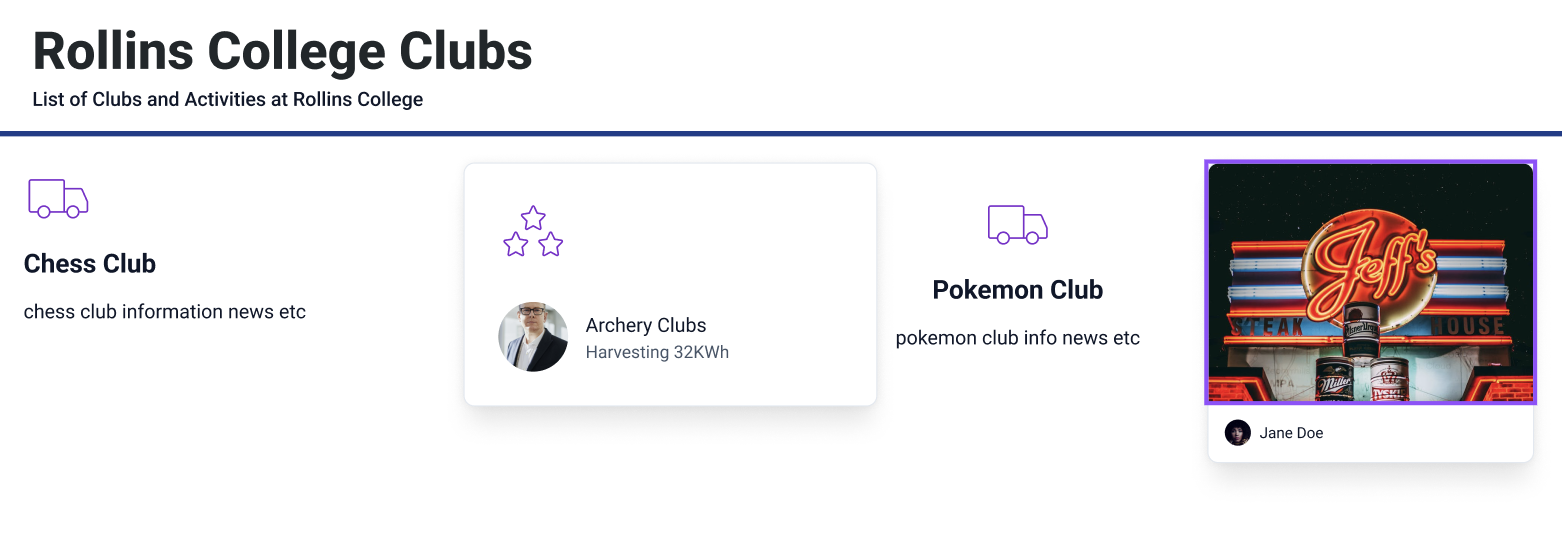 Rollins College Clubs
List of Clubs and Activities at Rollins College
Chess Club
chess club information news etc
Archery Clubs
Harvesting 32KWh
Pokemon Club
pokemon club info news etc
Jeff's
STEAK HOUSE
Miller
Jane Doe